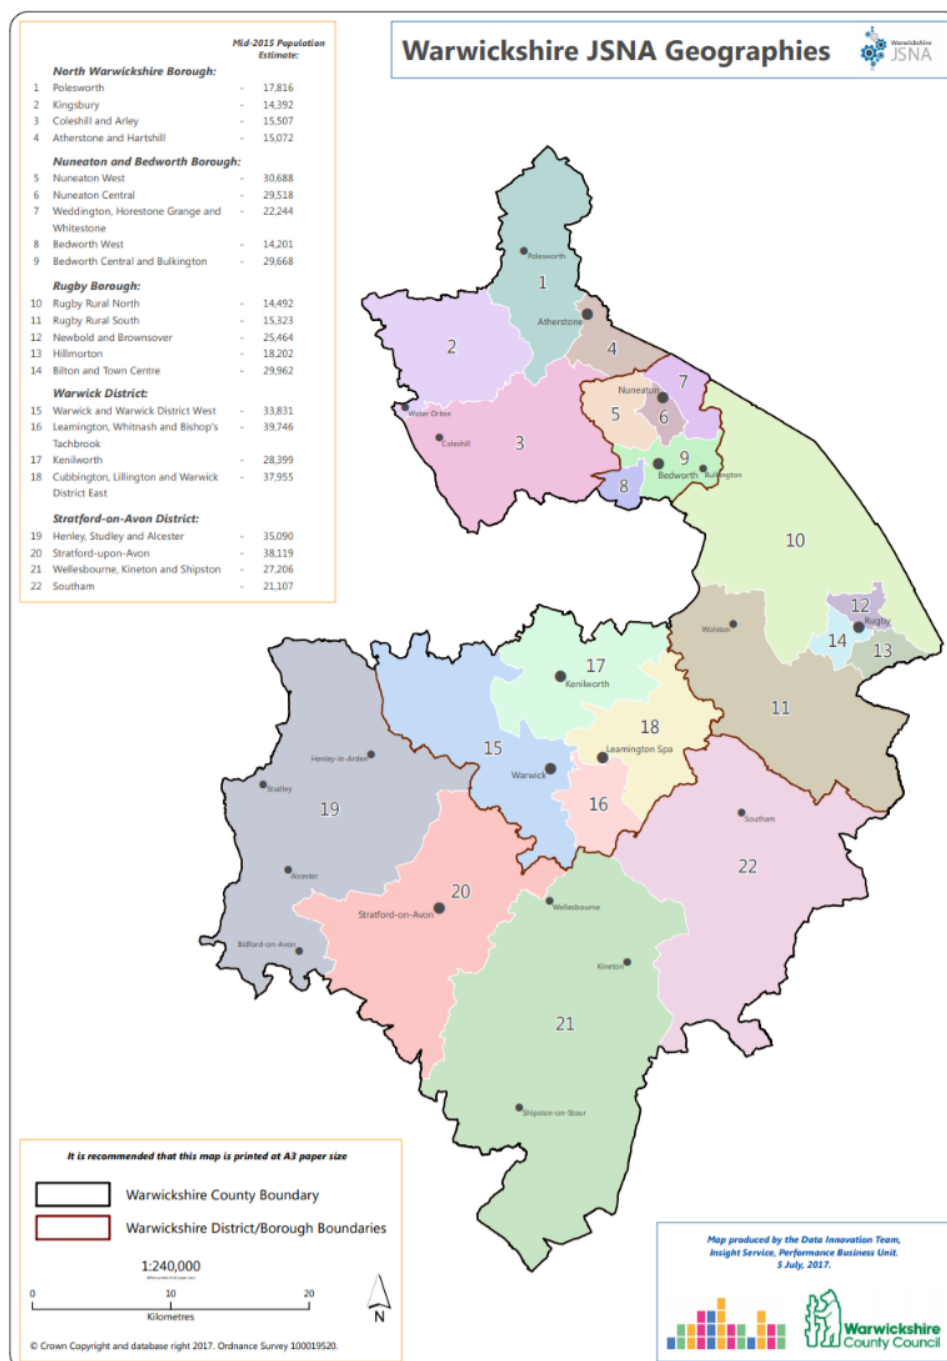 Warwickshire JSNA Geographies
Warwickshire
JSNA
Mid-2015 Population
Estimate:
North Warwickshire Borough:
1 Polesworth - 17,816
2 Kingsbury - 14,392
3 Coleshill and Arley - 15,507
4 Atherstone and Hartshill - 15,072
Nuneaton and Bedworth Borough:
5 Nuneaton West - 30,688
6 Nuneaton Central - 29,518
7 Weddington, Horestone Grange and - 22,244
Whitestone
8 Bedworth West - 14,201
9 Bedworth Central and Bulkington - 29,668
Rugby Borough:
10 Rugby Rural North - 14,492
11 Rugby Rural South - 15,323
12 Newbold and Brownsover - 25,464
13 Hillmorton - 18,202
14 Bilton and Town Centre - 29,962
Warwick District:
15 Warwick and Warwick District West - 33,831
16 Leamington, Whitnash and Bishop's - 39,746
Tachbrook
17 Kenilworth - 28,399
18 Cubbington, Lillington and Warwick - 37,955
District East
Stratford-on-Avon District:
19 Henley, Studley and Alcester - 35,090
20 Stratford-upon-Avon - 38,119
21 Wellesbourne, Kineton and Shipston - 27,206
22 Southam - 21,107
Polesworth
1
Atherstone
2
4
7
Nuneaton
Water Orton
5
6
Coleshill
3
9
Bedworth
Bulkington
8
10
12
Wolston
Rugby
14
13
17
Kenilworth
11
18
15
Leamington Spa
Henley-in-Arden
Warwick
Studley
16
19
Southam
22
Alcester
20
Wellesbourne
Stratford-on-Avon
Bidford-on-Avon
Kineton
21
Shipston-on-Stour
It is recommended that this map is printed at A3 paper size
Warwickshire County Boundary
Warwickshire District/Borough Boundaries
1:240,000
0 10 20
Kilometres
N
© Crown Copyright and database right 2017. Ordnance Survey 100019520.
Map produced by the Data Innovation Team,
Insight Service, Performance Business Unit.
5 July, 2017.
Warwickshire
County Council